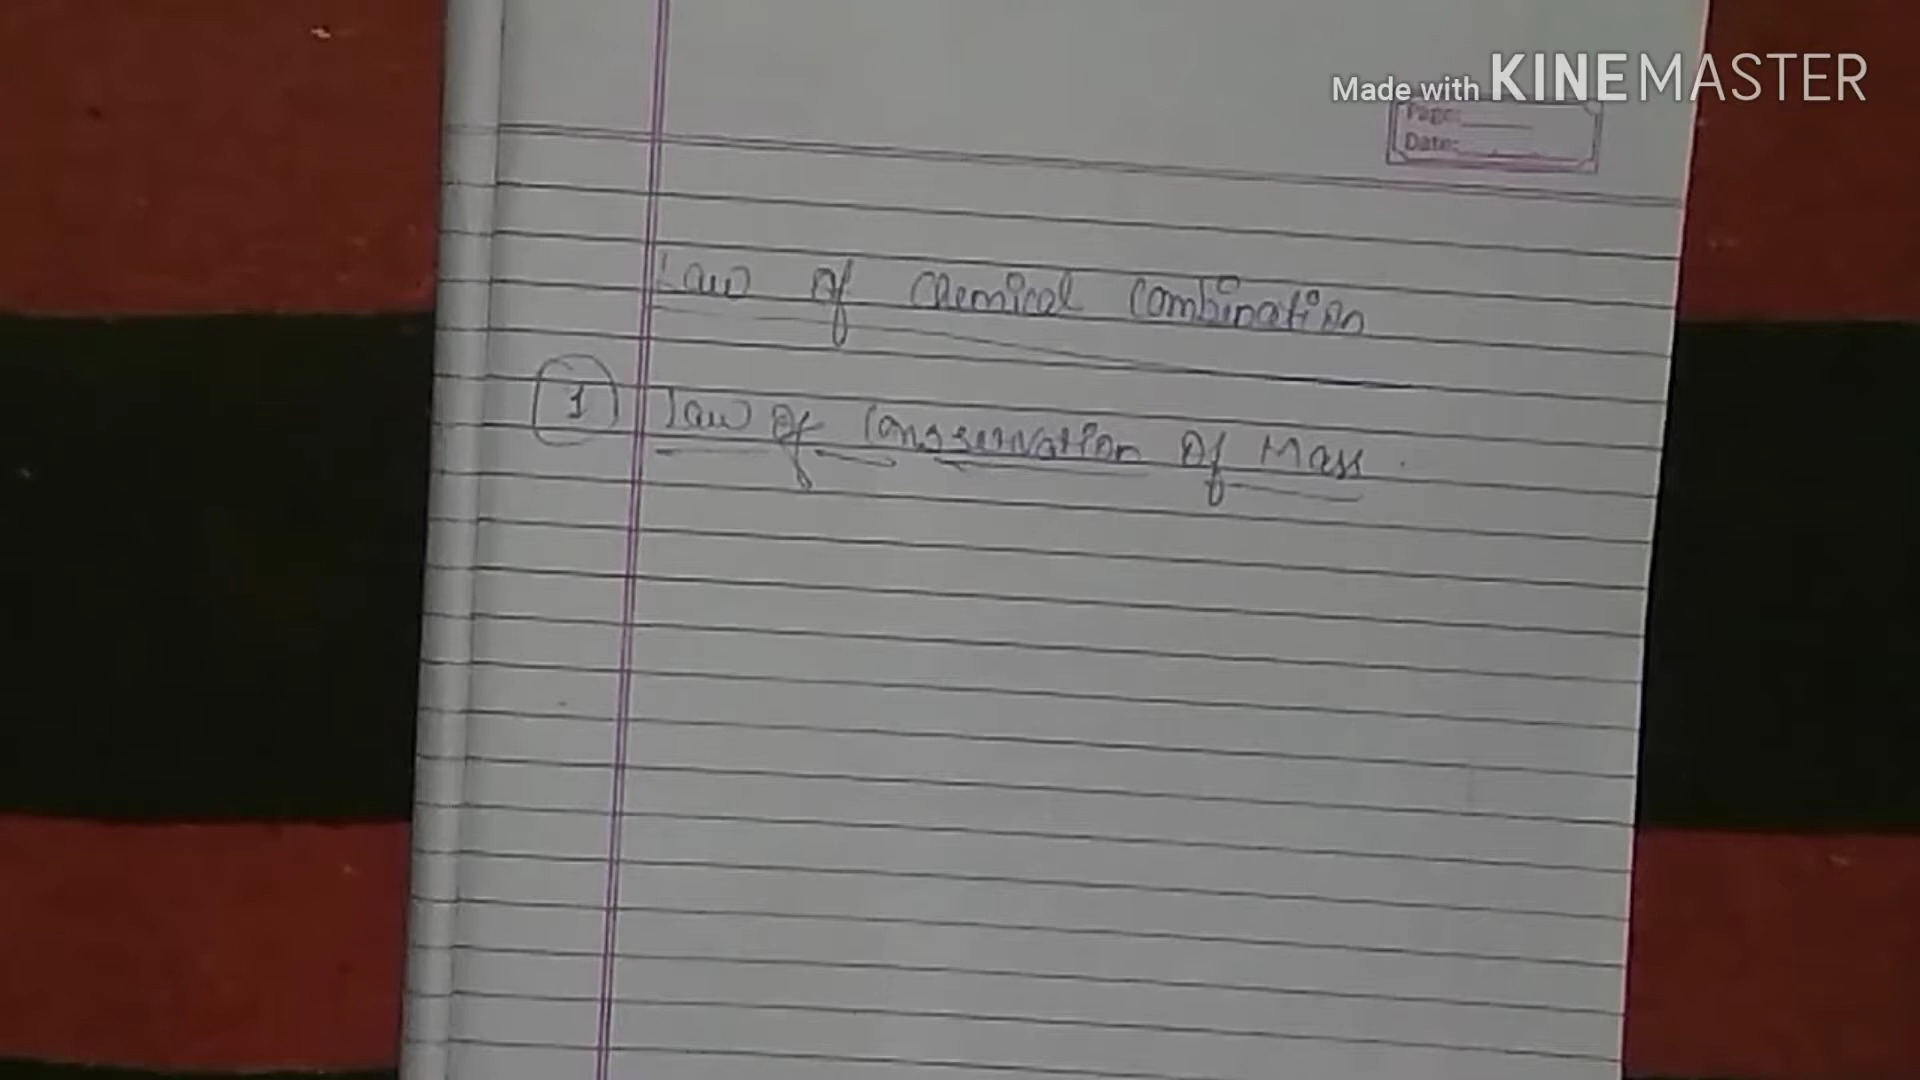 Made with KINEMASTER
Page:
Date:
Law of Chemical Combination
1 Law of Conservation of Mass.